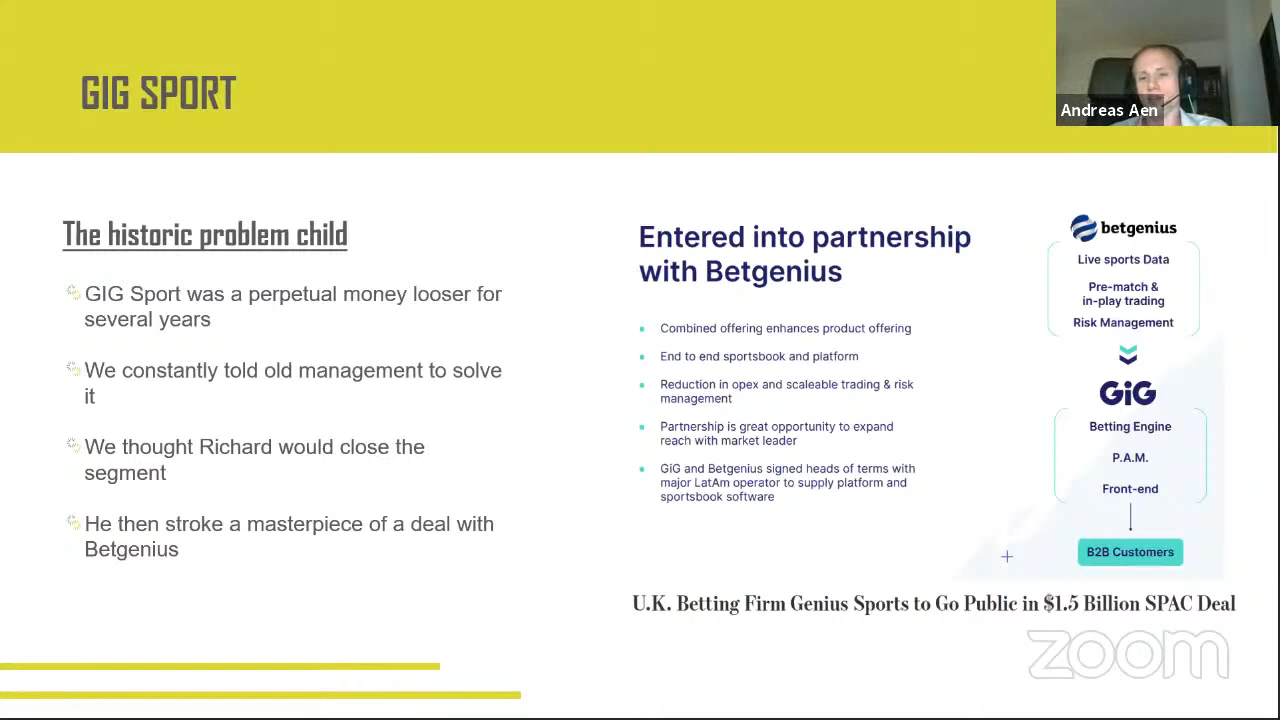 GIG SPORT
Andreas Aen
The historic problem child
GIG Sport was a perpetual money looser for
several years
We constantly told old management to solve
it
We thought Richard would close the
segment
He then stroke a masterpiece of a deal with
Betgenius
Entered into partnership
with Betgenius
Combined offering enhances product offering
End to end sportsbook and platform
Reduction in opex and scaleable trading & risk
management
Partnership is great opportunity to expand
reach with market leader
GiG and Betgenius signed heads of terms with
major LatAm operator to supply platform and
sportsbook software
betgenius
Live sports Data
Pre-match &
in-play trading
Risk Management
GiG
Betting Engine
P.A.M.
Front-end
B2B Customers
U.K. Betting Firm Genius Sports to Go Public in $1.5 Billion SPAC Deal
zoom